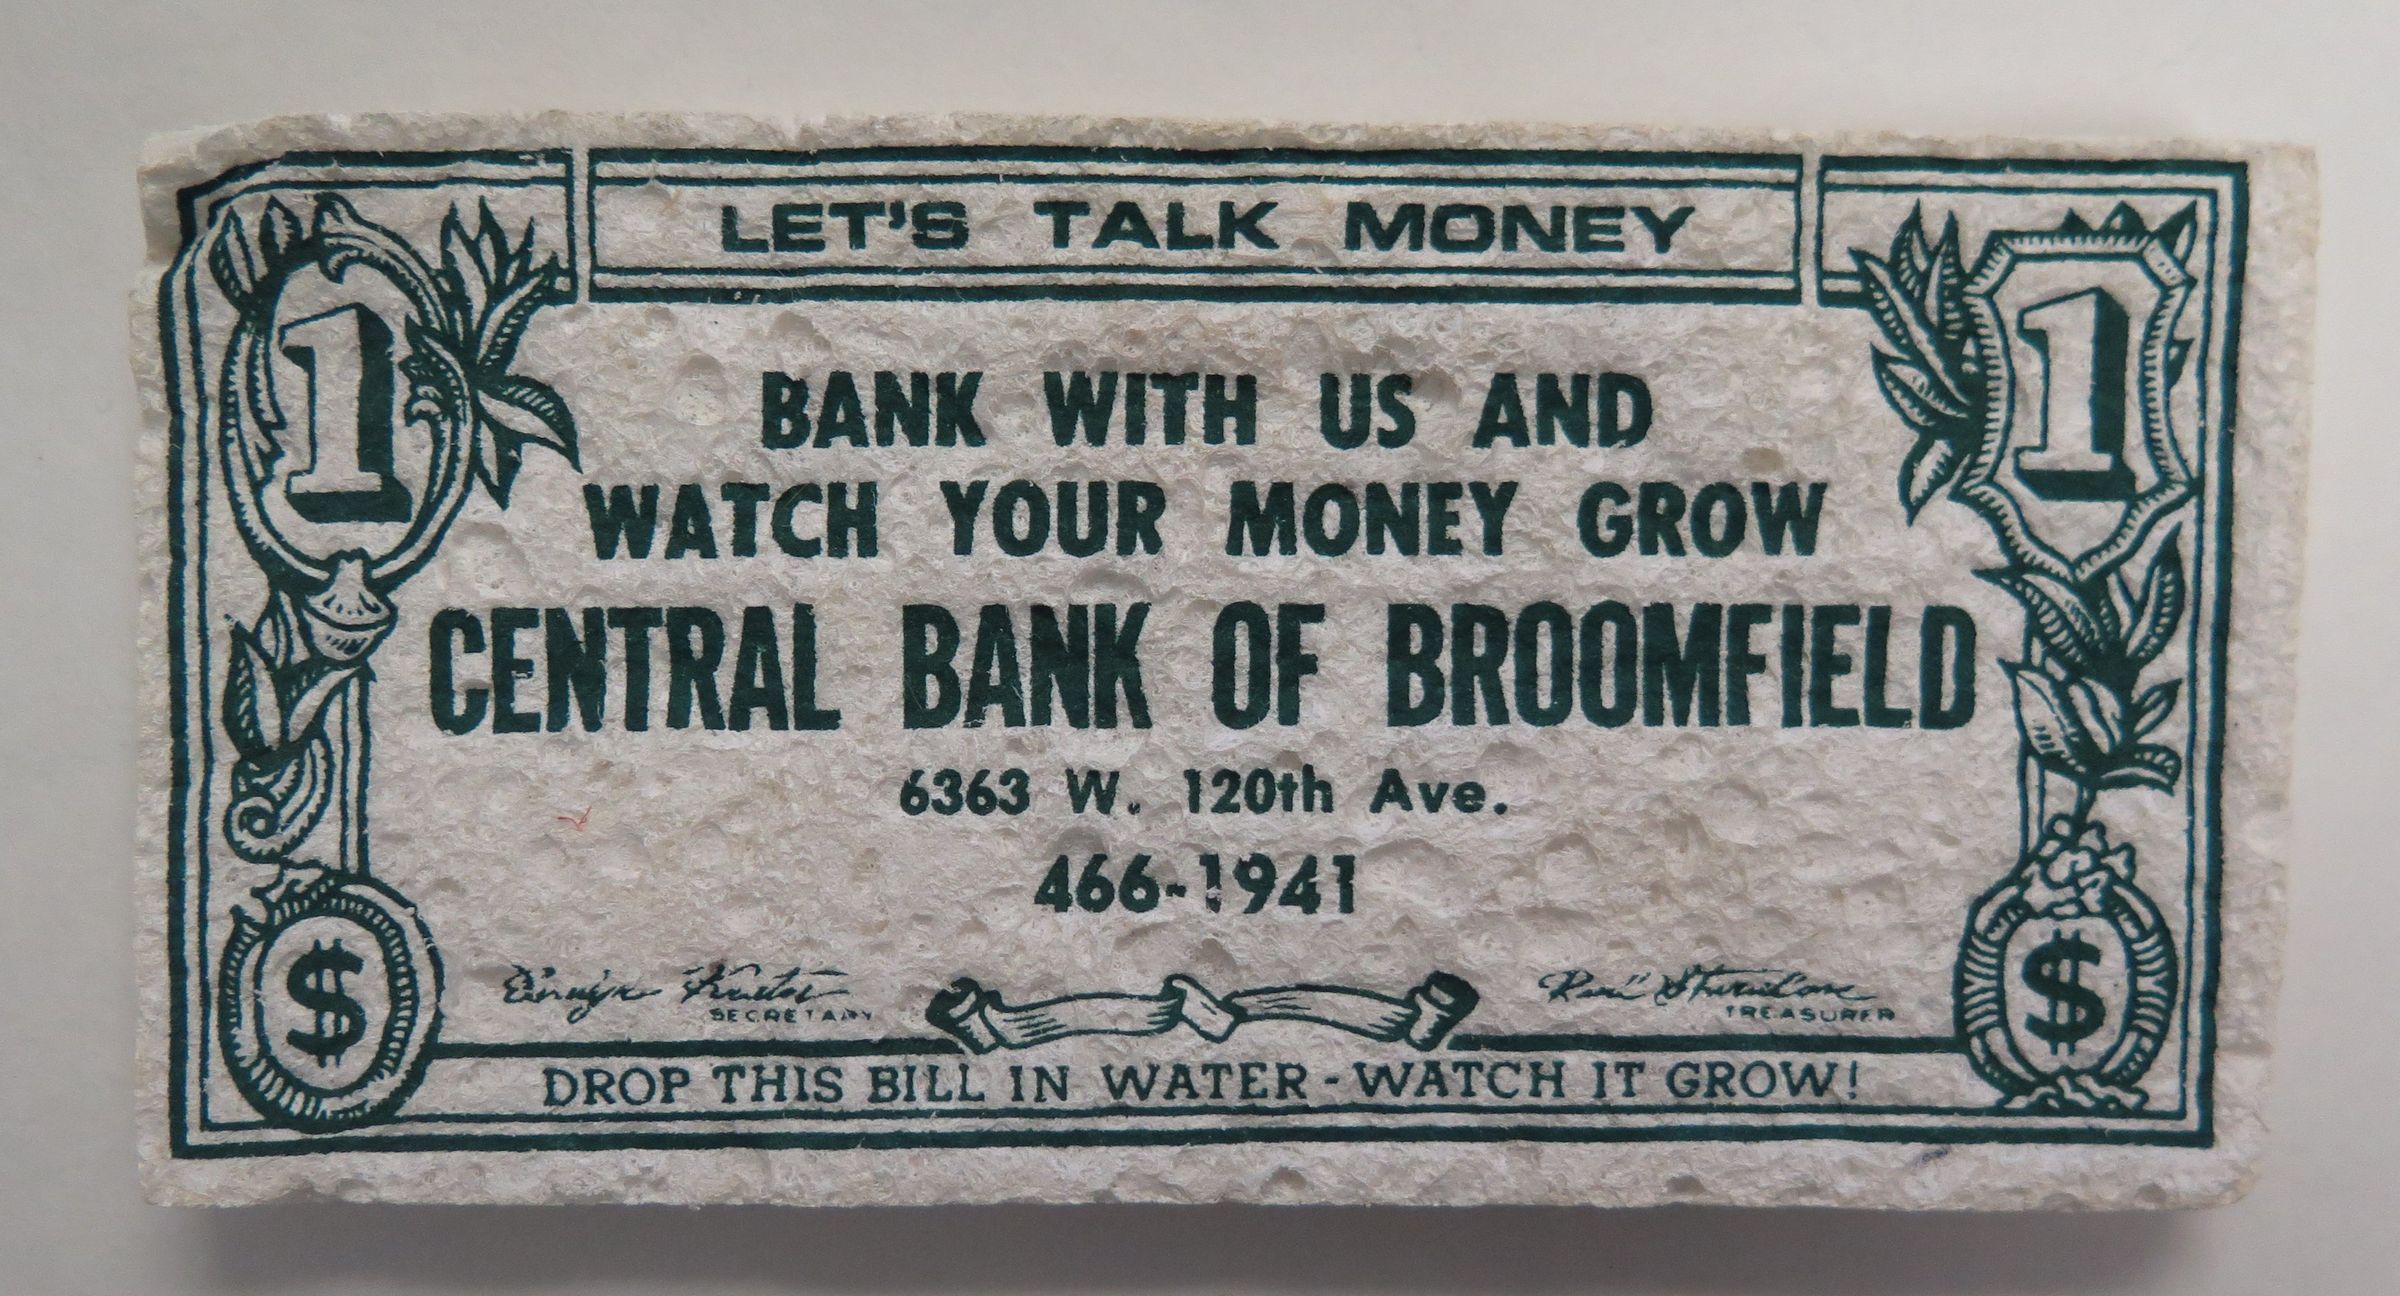 LET'S TALK MONEY
1
1
BANK WITH US AND
WATCH YOUR MONEY GROW
CENTRAL BANK OF BROOMFIELD
6363 W. 120th Ave.
466-1941
SECRETARY
TREASURER
$
$
DROP THIS BILL IN WATER - WATCH IT GROW!